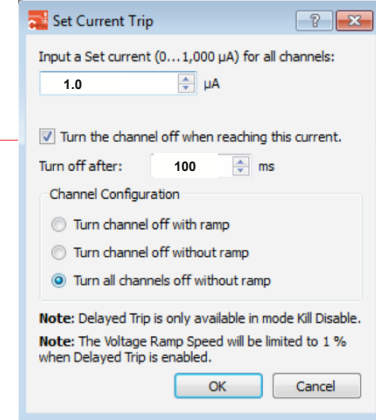 Set Current Trip
Input a Set current (0...1,000 µA) for all channels:
1.0 µA
Turn the channel off when reaching this current.
Turn off after: 100 ms
Channel Configuration
Turn channel off with ramp
Turn channel off without ramp
Turn all channels off without ramp
Note: Delayed Trip is only available in mode Kill Disable.
Note: The Voltage Ramp Speed will be limited to 1 %
when Delayed Trip is enabled.
OK Cancel